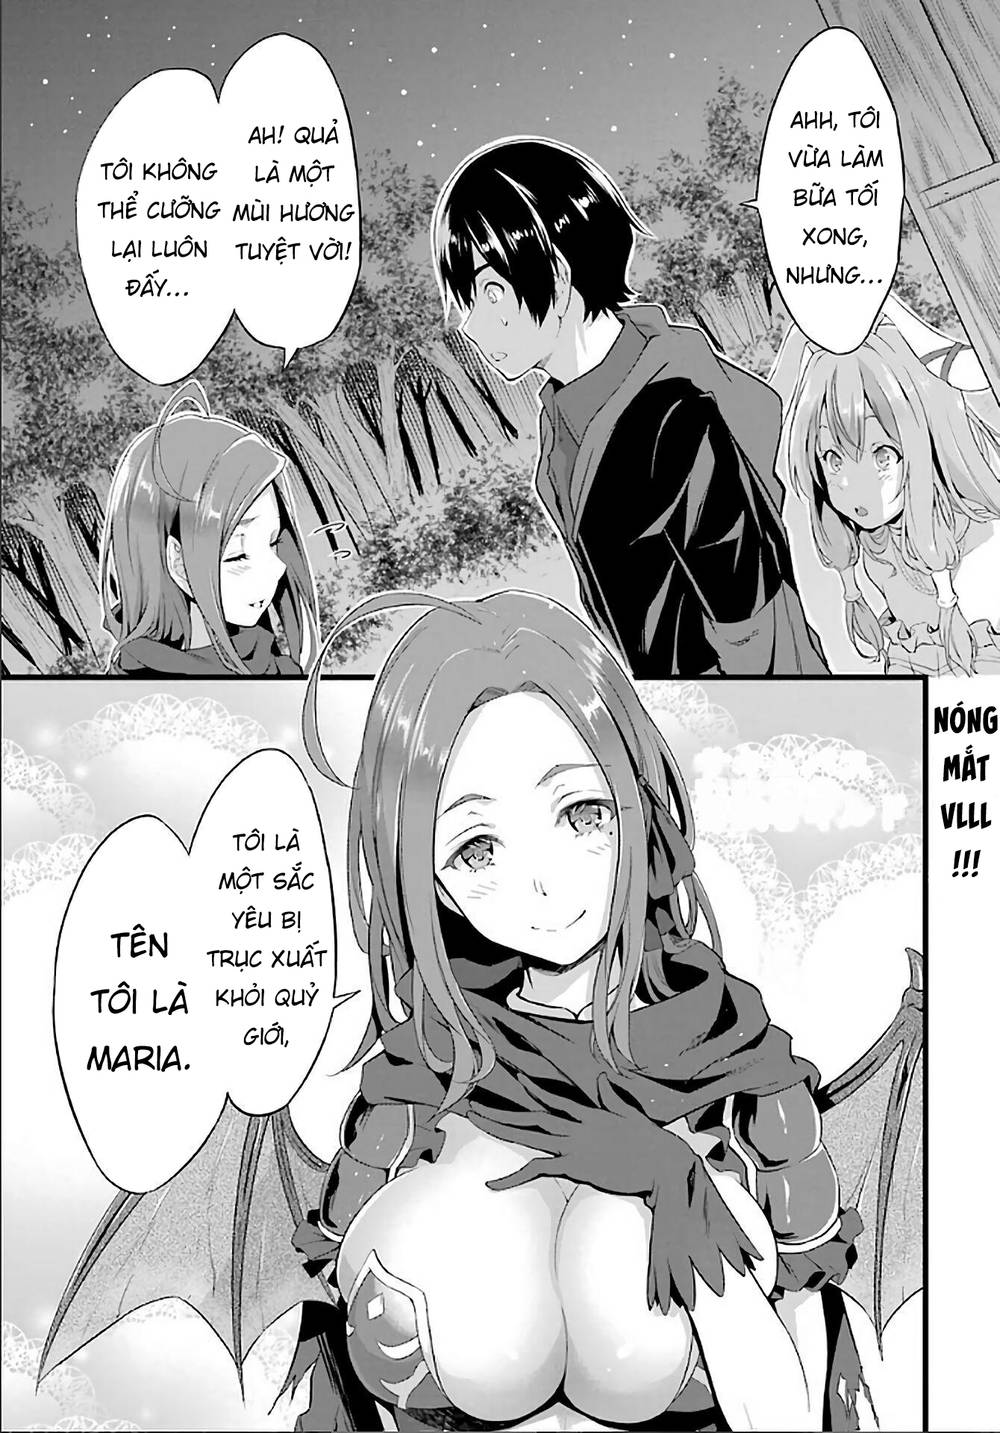 AHH, TÔI
VỪA LÀM
BỮA TỐI
XONG,
NHƯNG...
AH! QUẢ
LÀ MỘT
MÙI HƯƠNG
TUYỆT VỜI!
TÔI KHÔNG
THỂ CƯỠNG
LẠI LUÔN
ĐẤY...
NÓNG
MẮT
VLLL
!!!
TÔI LÀ
MỘT SẮC
YÊU BỊ
TRỤC XUẤT
KHỎI QUỶ
GIỚI,
TÊN
TÔI LÀ
MARIA.